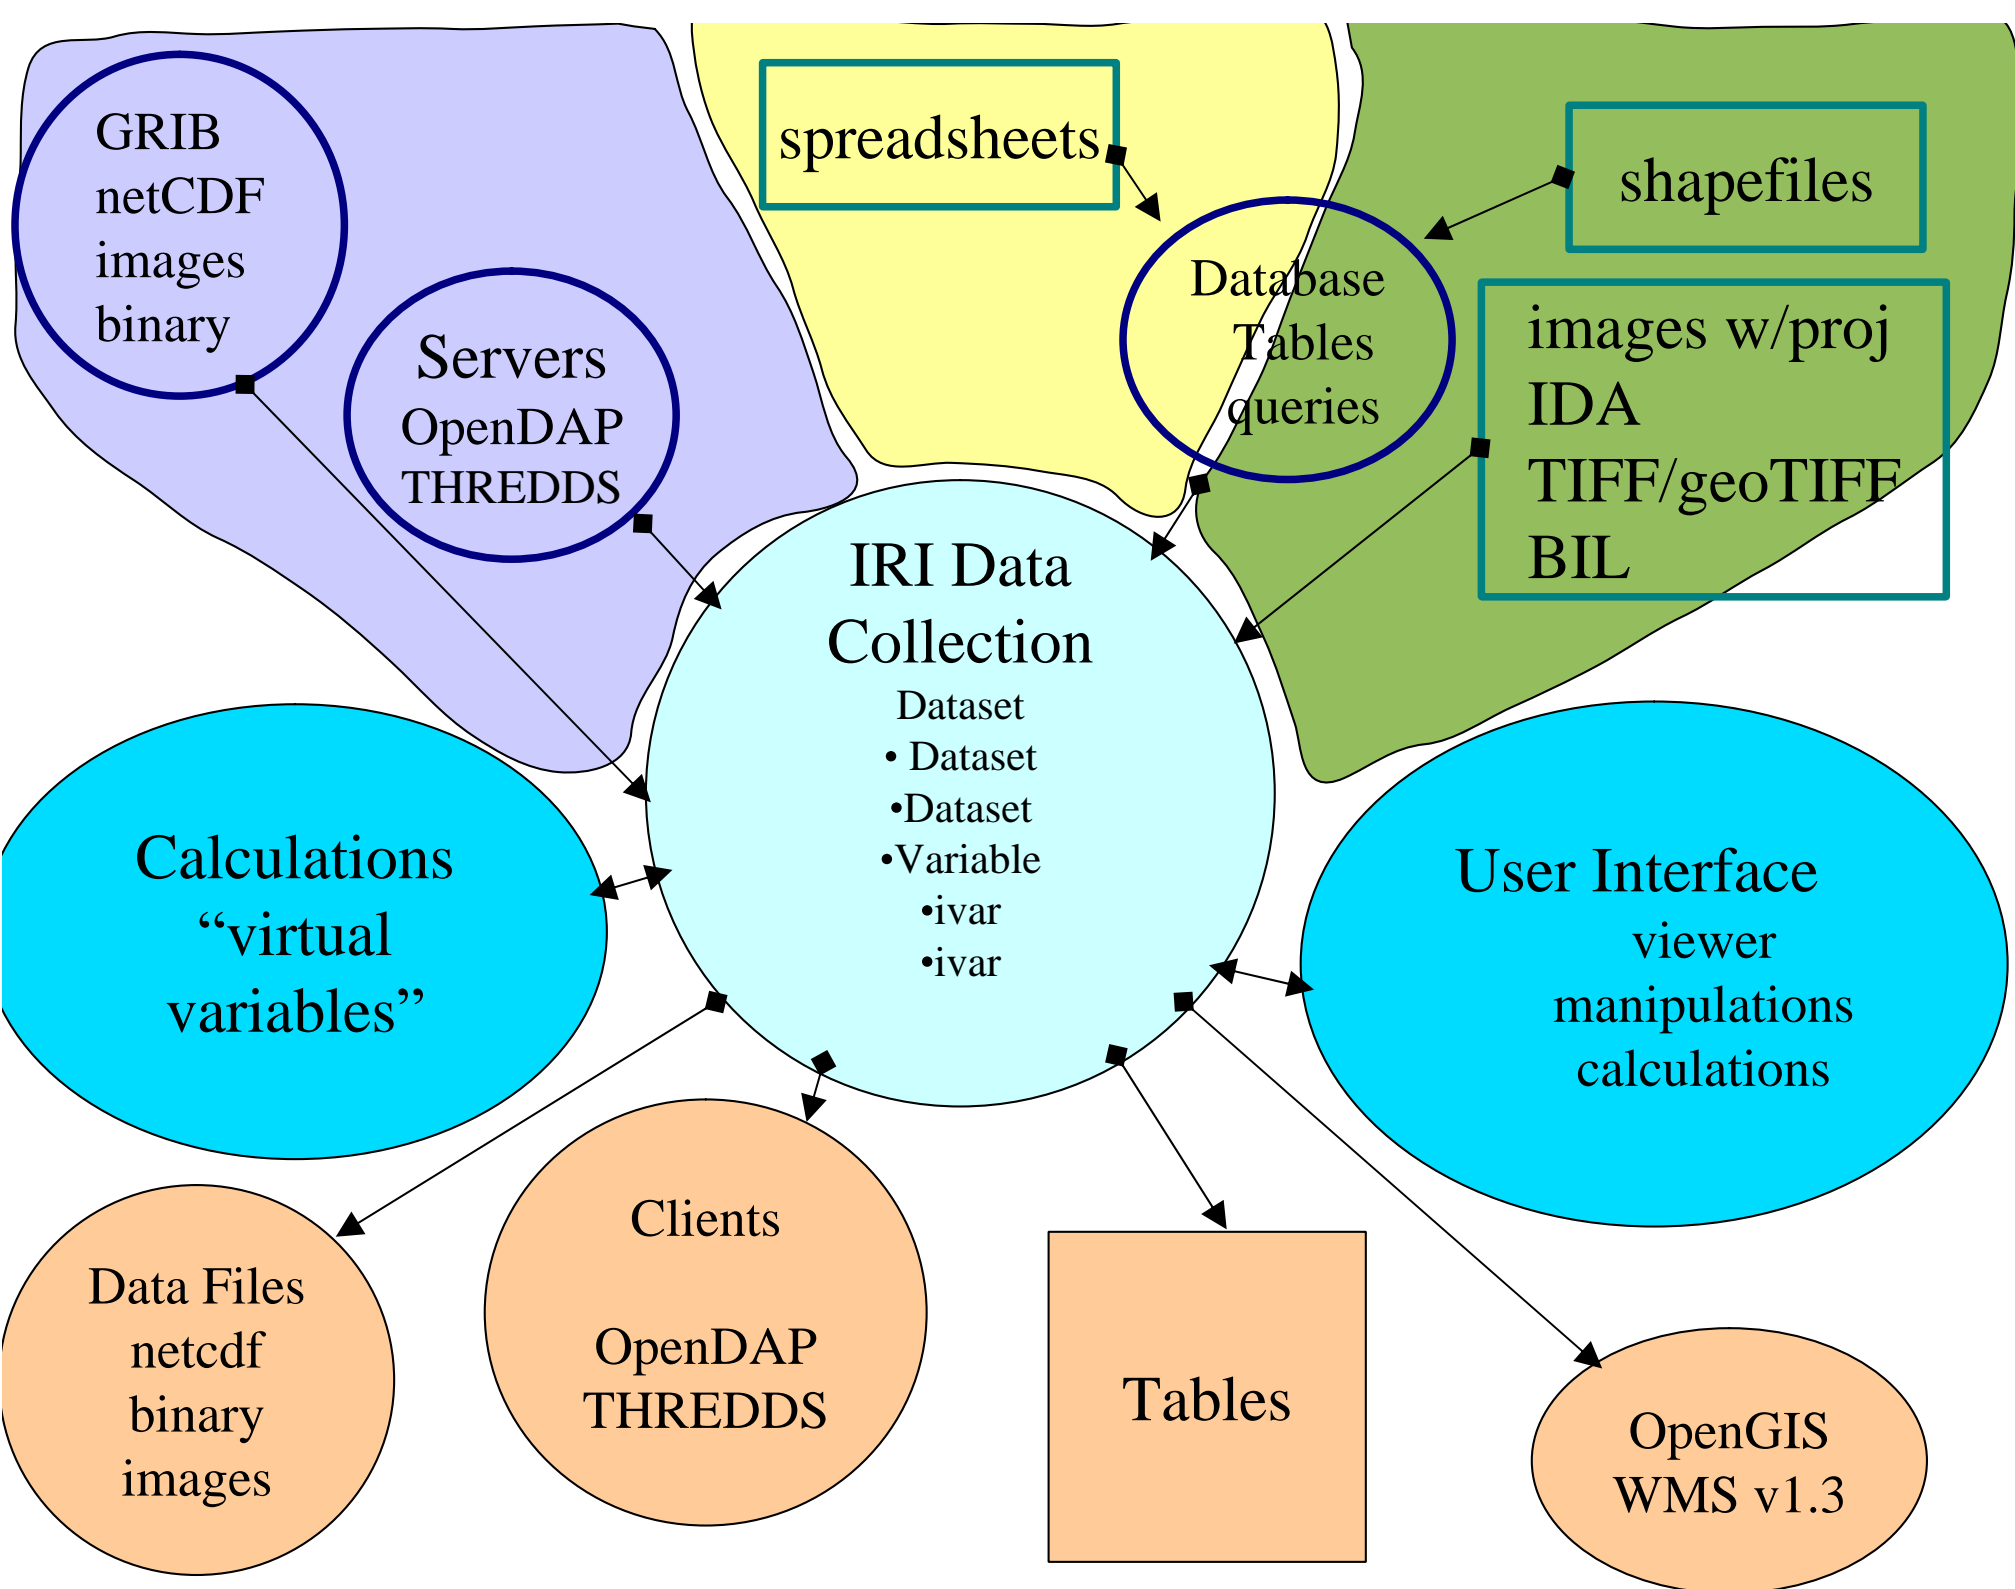 GRIB
netCDF
images
binary
Servers
OpenDAP
THREDDS
spreadsheets
Database
Tables
queries
shapefiles
images w/proj
IDA
TIFF/geoTIFF
BIL
IRI Data
Collection
Dataset
• Dataset
•Dataset
•Variable
•ivar
•ivar
Calculations
“virtual
variables”
User Interface
viewer
manipulations
calculations
Data Files
netcdf
binary
images
Clients
OpenDAP
THREDDS
Tables
OpenGIS
WMS v1.3